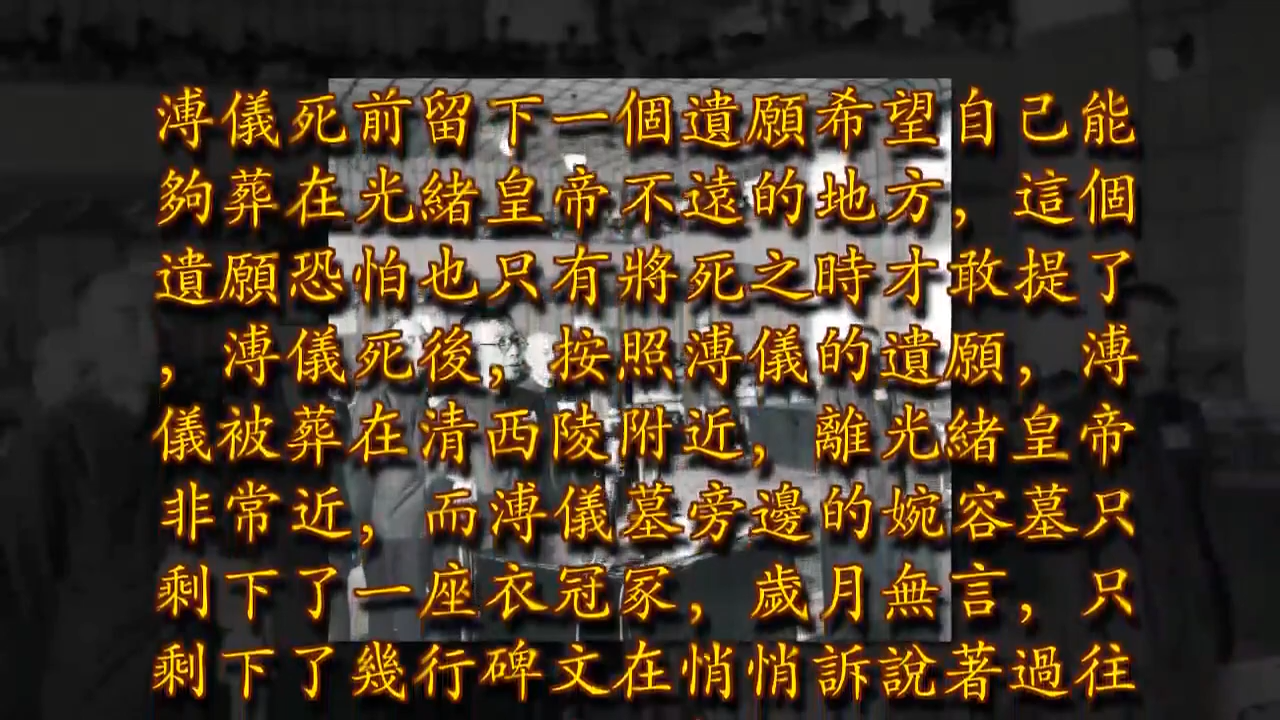 溥儀死前留下一個遺願希望自己能
夠葬在光緒皇帝不遠的地方，這個
遺願恐怕也只有將死之時才敢提了
，溥儀死後，按照溥儀的遺願，溥
儀被葬在清西陵附近，離光緒皇帝
非常近，而溥儀墓旁邊的婉容墓只
剩下了一座衣冠冢，歲月無言，只
剩下了幾行碑文在悄悄訴說著過往